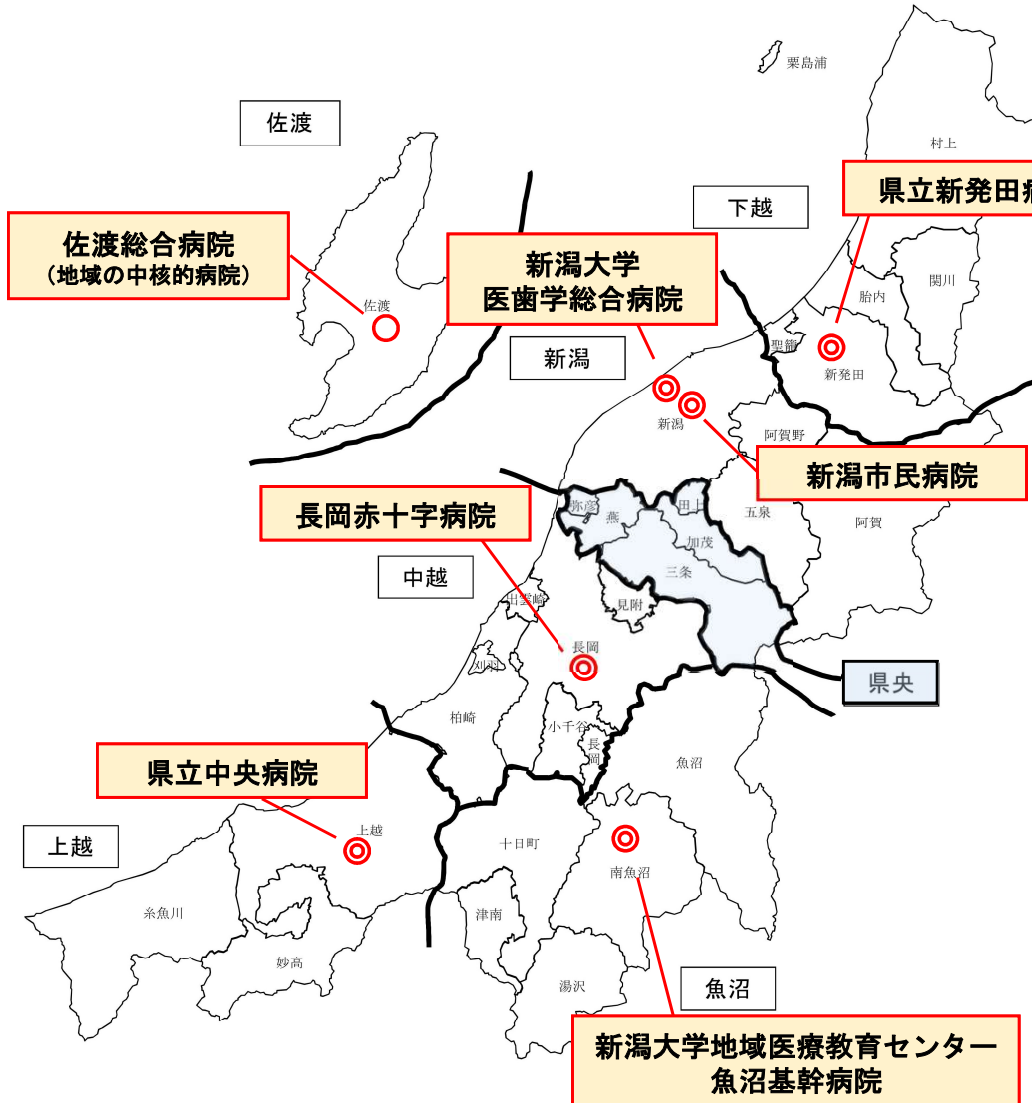 粟島浦
佐渡
村上
県立新発田病
下越
佐渡総合病院
(地域の中核的病院)
新潟大学
医歯学総合病院
関川
胎内
佐渡
聖籠
新潟
新発田
新潟
阿賀野
新潟市民病院
長岡赤十字病院
弥彦
燕
田上
五泉
阿賀
加茂
三条
中越
出雲崎
見附
長岡
刈羽
県央
柏崎
小千谷
長岡
魚沼
県立中央病院
上越
十日町
上越
南魚沼
糸魚川
津南
妙高
湯沢
魚沼
新潟大学地域医療教育センター
魚沼基幹病院